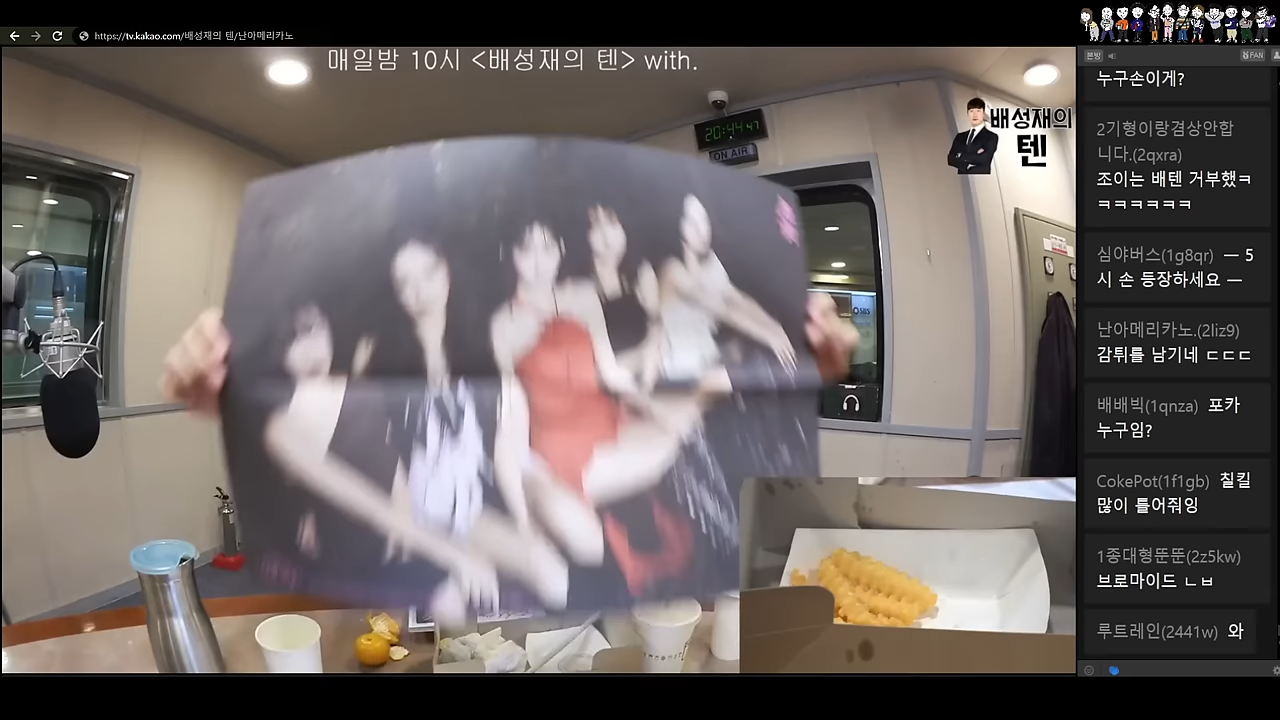 https://tv.kakao.com/배성재의 텐/난아메리카노
매일밤 10시 <배성재의 텐> with.
20:44 47
ON AIR
배성재의
텐
SBS
본방
FAN
누구손이게?
2기형이랑겸상안합
니다.(2qxra)
조이는 배텐 거부했ㅋ
ㅋㅋㅋㅋㅋㅋ
심야버스(1g8qr) ㅡ 5
시 손 등장하세요 ㅡ
난아메리카노.(2liz9)
감튀를 남기네 ㄷㄷㄷ
배배빅(1qnza) 포카
누구임?
CokePot(1f1gb) 칠킬
많이 틀어줘잉
1종대형뚠뚠(2z5kw)
브로마이드 ㄴㅂ
루트레인(2441w) 와